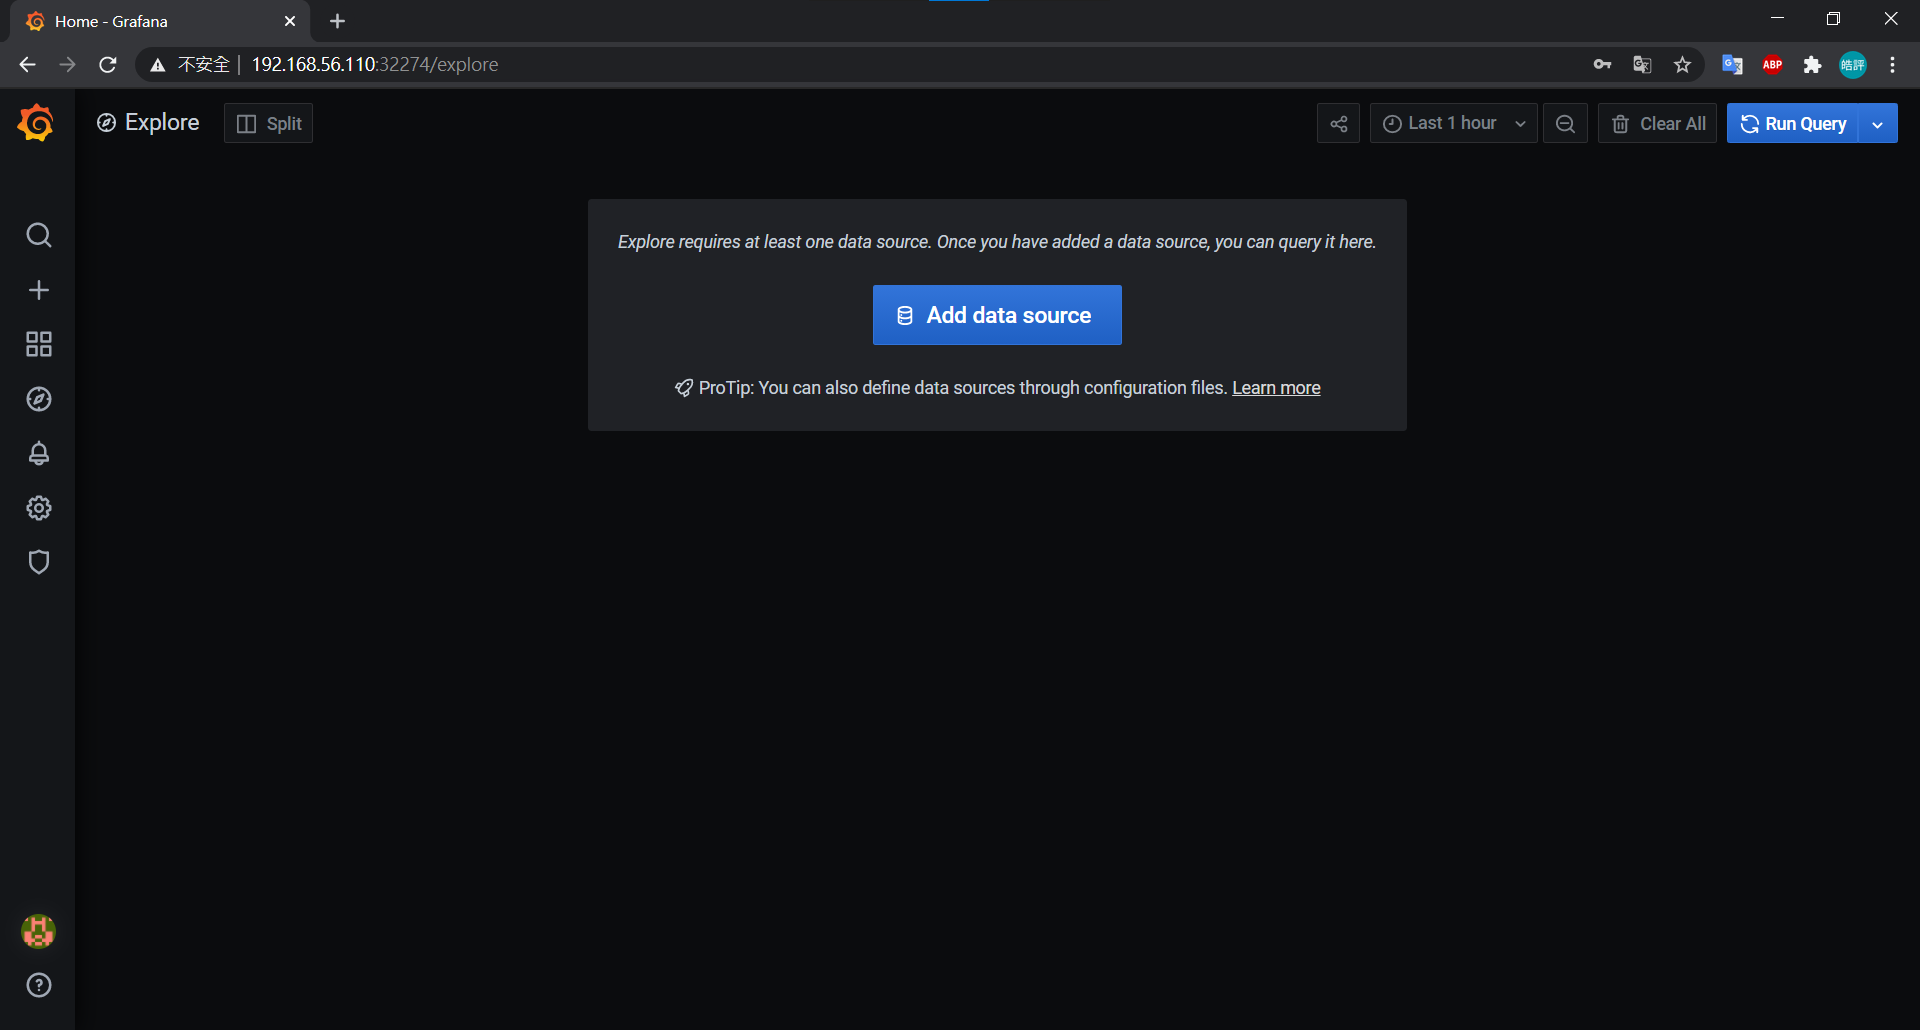 Home - Grafana
不安全 192.168.56.110:32274/explore
ABP
皓評
Explore
Split
Last 1 hour
Clear All
Run Query
Explore requires at least one data source. Once you have added a data source, you can query it here.
Add data source
ProTip: You can also define data sources through configuration files. Learn more